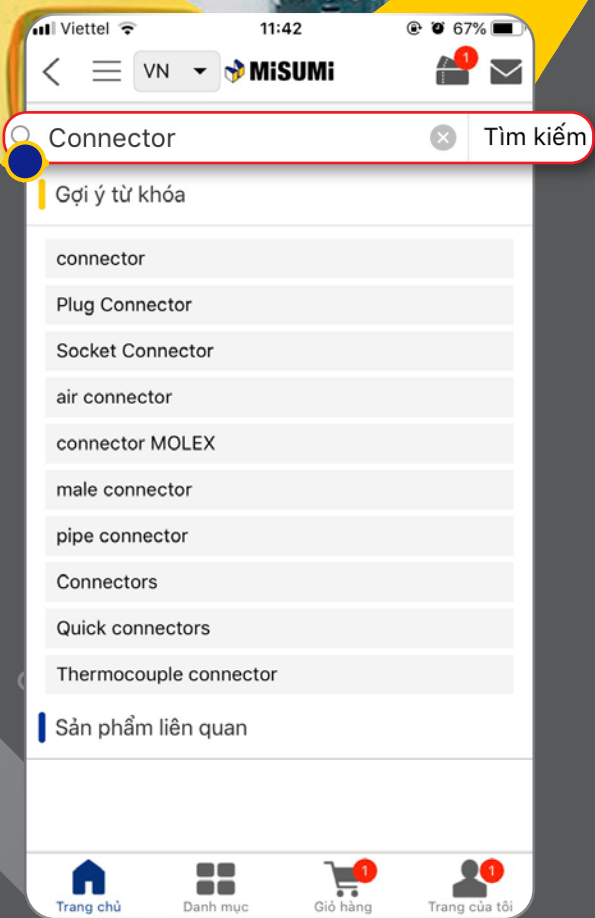 Viettel 11:42 67%
VN MiSUMi 1
Connector Tìm kiếm
Gợi ý từ khóa
connector
Plug Connector
Socket Connector
air connector
connector MOLEX
male connector
pipe connector
Connectors
Quick connectors
Thermocouple connector
Sản phẩm liên quan
1 1
Trang chủ Danh mục Giỏ hàng Trang của tôi